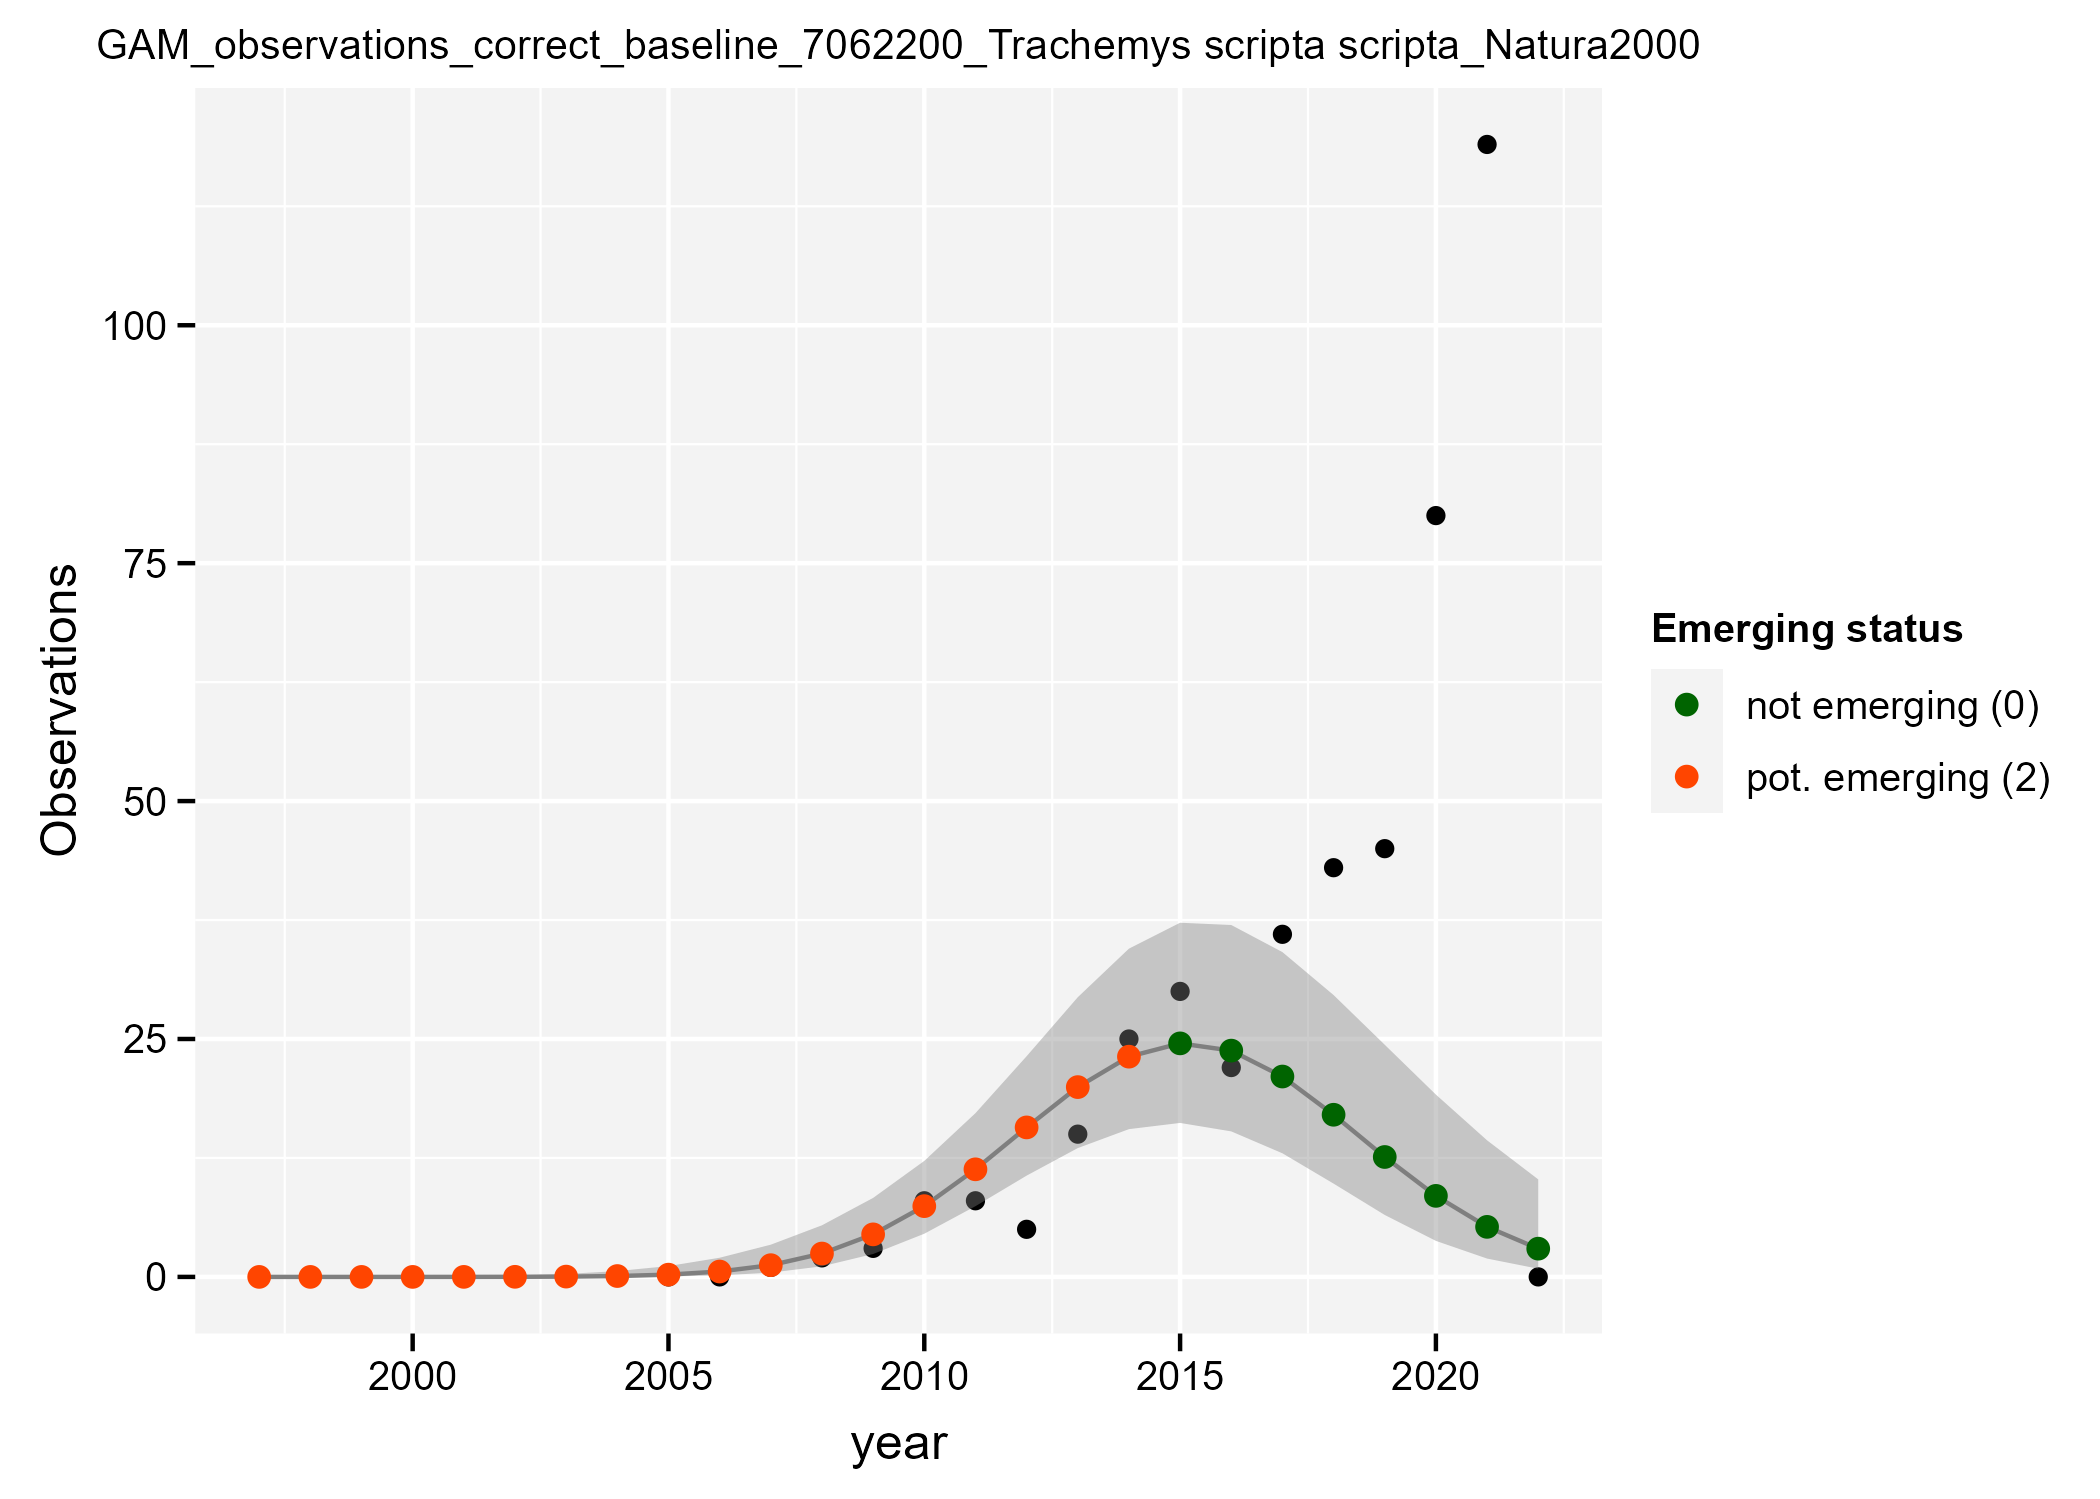 GAM_observations_correct_baseline_7062200_Trachemys scripta scripta_Natura2000
Observations
100
75
50
25
0
2000 2005 2010 2015 2020
year
Emerging status
not emerging (0)
pot. emerging (2)